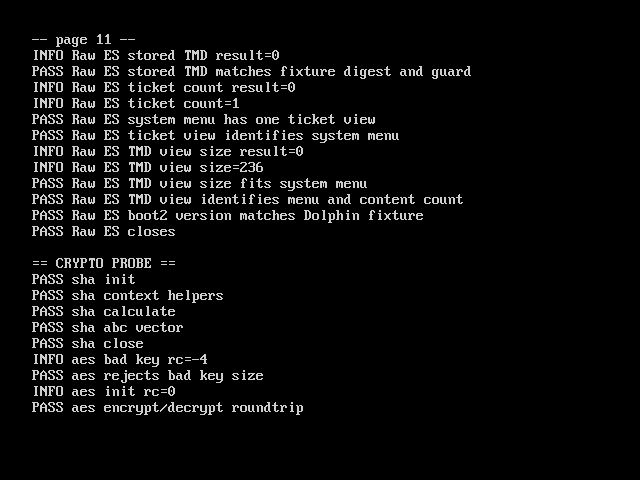 -- page 11 --
INFO Raw ES stored TMD result=0
PASS Raw ES stored TMD matches fixture digest and guard
INFO Raw ES ticket count result=0
INFO Raw ES ticket count=1
PASS Raw ES system menu has one ticket view
PASS Raw ES ticket view identifies system menu
INFO Raw ES TMD view size result=0
INFO Raw ES TMD view size=236
PASS Raw ES TMD view size fits system menu
PASS Raw ES TMD view identifies menu and content count
PASS Raw ES boot2 version matches Dolphin fixture
PASS Raw ES closes
== CRYPTO PROBE ==
PASS sha init
PASS sha context helpers
PASS sha calculate
PASS sha abc vector
PASS sha close
INFO aes bad key rc=-4
PASS aes rejects bad key size
INFO aes init rc=0
PASS aes encrypt/decrypt roundtrip